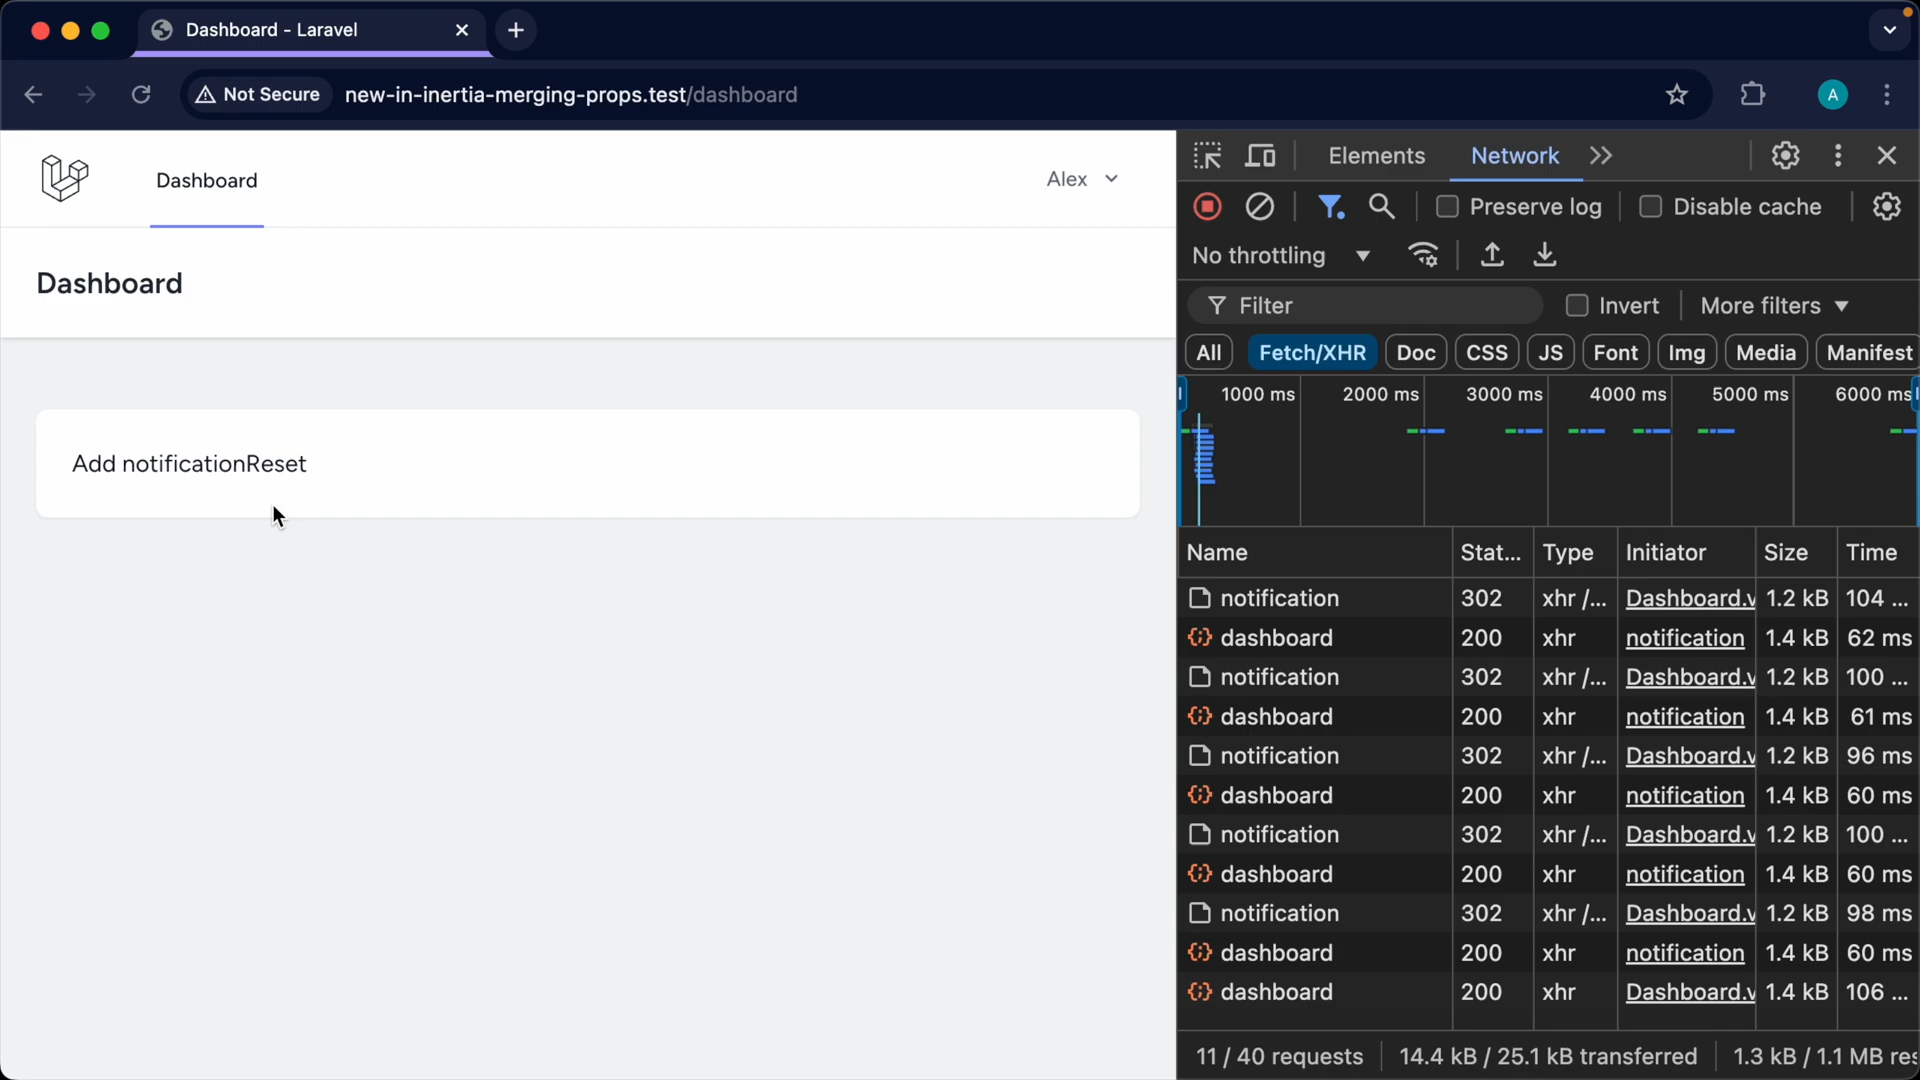 Dashboard - Laravel
Not Secure new-in-inertia-merging-props.test/dashboard
A
Dashboard
Alex
Dashboard
Add notificationReset
Elements Network
Preserve log Disable cache
No throttling
Filter Invert More filters
All Fetch/XHR Doc CSS JS Font Img Media Manifest
1000 ms 2000 ms 3000 ms 4000 ms 5000 ms 6000 ms
Name Stat... Type Initiator Size Time
notification 302 xhr /... Dashboard.v 1.2 kB 104 ...
dashboard 200 xhr notification 1.4 kB 62 ms
notification 302 xhr /... Dashboard.v 1.2 kB 100 ...
dashboard 200 xhr notification 1.4 kB 61 ms
notification 302 xhr /... Dashboard.v 1.2 kB 96 ms
dashboard 200 xhr notification 1.4 kB 60 ms
notification 302 xhr /... Dashboard.v 1.2 kB 100 ...
dashboard 200 xhr notification 1.4 kB 60 ms
notification 302 xhr /... Dashboard.v 1.2 kB 98 ms
dashboard 200 xhr notification 1.4 kB 60 ms
dashboard 200 xhr Dashboard.v 1.4 kB 106 ...
11 / 40 requests 14.4 kB / 25.1 kB transferred 1.3 kB / 1.1 MB res